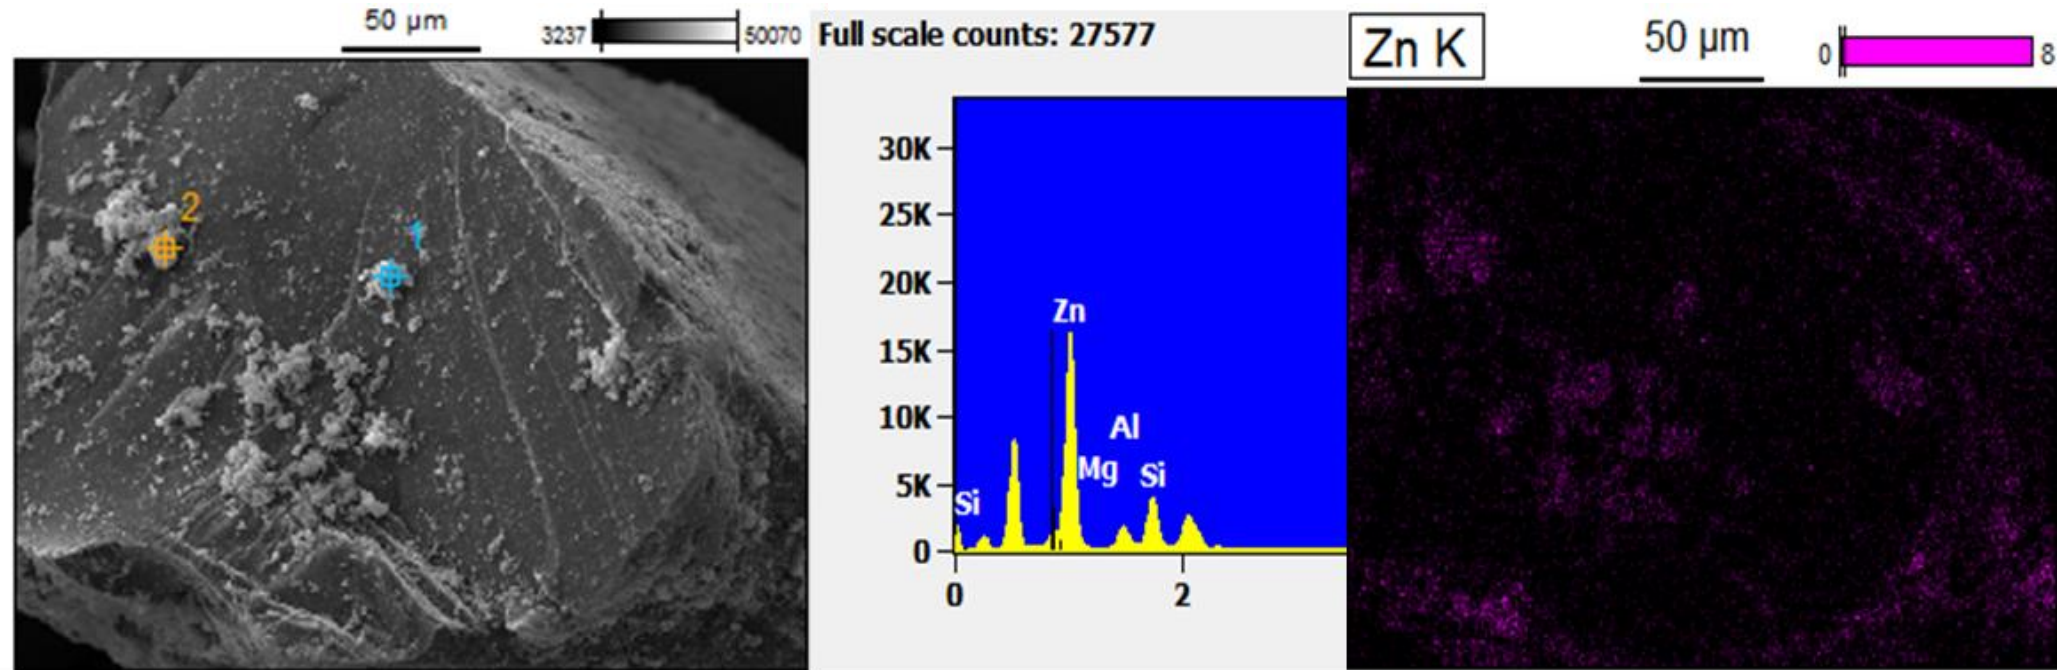 50 µm
3237 50070
2
1
Full scale counts: 27577
30K
25K
20K
15K
10K
5K
0
Zn
Al
Mg
Si
Si
0 2
Zn K
50 µm
0 8